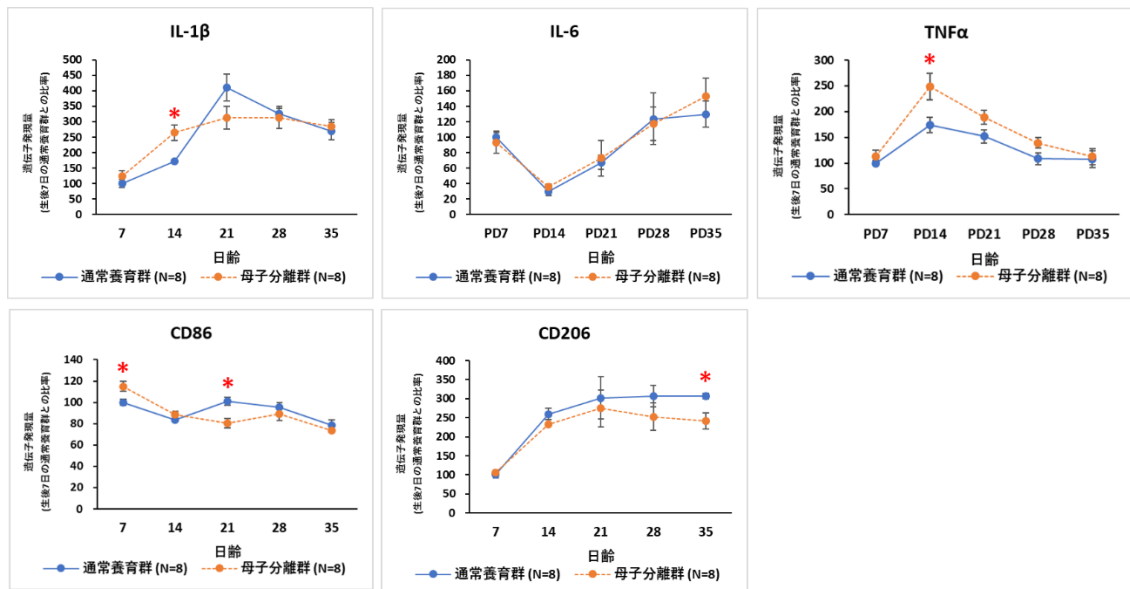 IL-1β
遺伝子発現量
(生後7日の通常養育群との比率)
500
450
400
350
300
250
200
150
100
50
0
*
7 14 21 28 35
日齢
通常養育群 (N=8) 母子分離群 (N=8)
IL-6
遺伝子発現量
(生後7日の通常養育群との比率)
200
180
160
140
120
100
80
60
40
20
0
PD7 PD14 PD21 PD28 PD35
日齢
通常養育群 (N=8) 母子分離群 (N=8)
TNFα
遺伝子発現量
(生後7日の通常養育群との比率)
300
250
200
150
100
50
0
*
PD7 PD14 PD21 PD28 PD35
日齢
通常養育群 (N=8) 母子分離群 (N=8)
CD86
遺伝子発現量
(生後7日の通常養育群との比率)
140
120
100
80
60
40
20
0
* *
7 14 21 28 35
日齢
通常養育群 (N=8) 母子分離群 (N=8)
CD206
遺伝子発現量
(生後7日の通常養育群との比率)
400
350
300
250
200
150
100
50
0
*
7 14 21 28 35
日齢
通常養育群 (N=8) 母子分離群 (N=8)